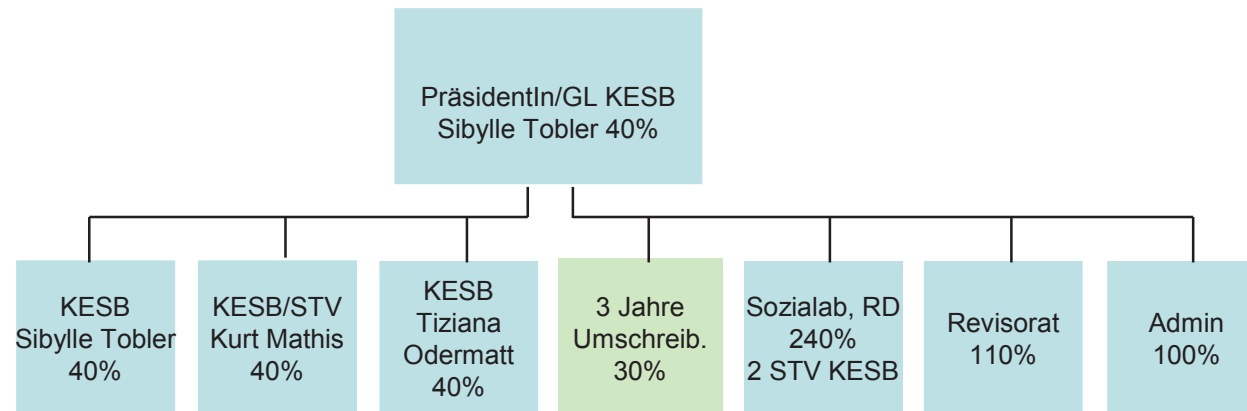 PräsidentIn/GL KESB
Sibylle Tobler 40%
KESB
Sibylle Tobler
40%
KESB/STV
Kurt Mathis
40%
KESB
Tiziana
Odermatt
40%
3 Jahre
Umschreib.
30%
Sozialab, RD
240%
2 STV KESB
Revisorat
110%
Admin
100%